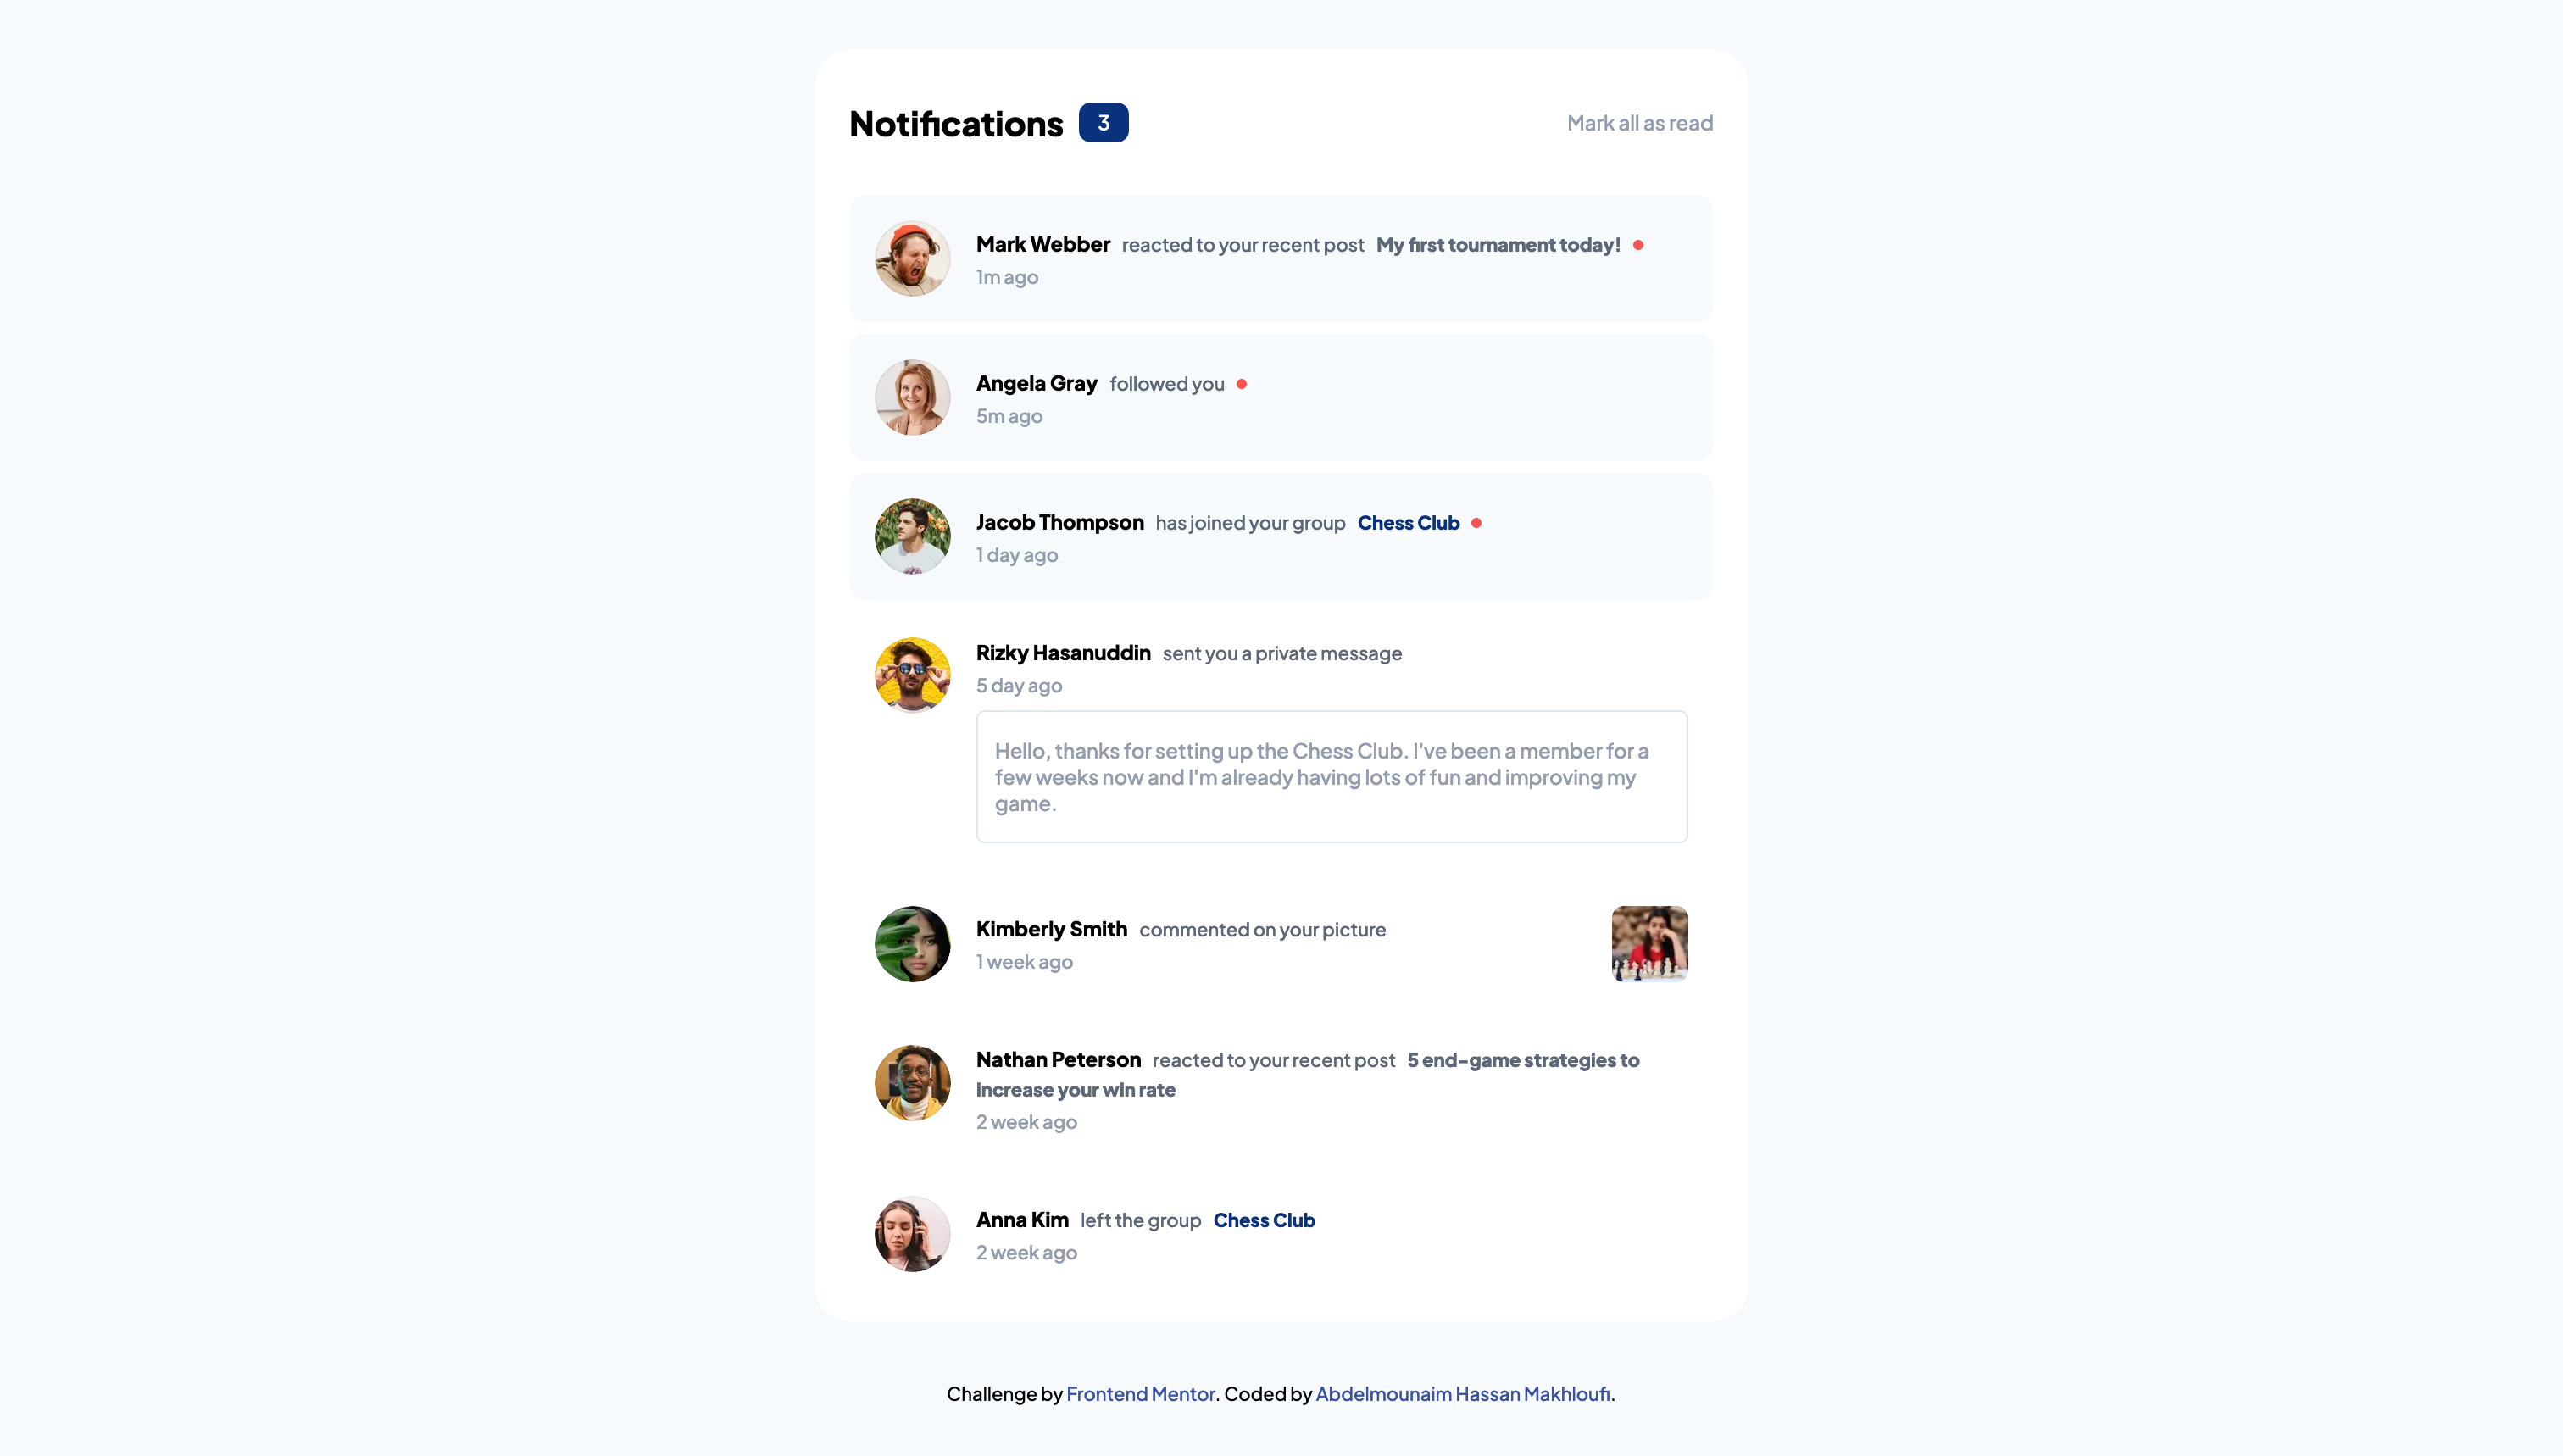 Notifications 3 Mark all as read
Mark Webber reacted to your recent post My first tournament today!
1m ago
Angela Gray followed you
5m ago
Jacob Thompson has joined your group Chess Club
1 day ago
Rizky Hasanuddin sent you a private message
5 day ago
Hello, thanks for setting up the Chess Club. I've been a member for a
few weeks now and I'm already having lots of fun and improving my
game.
Kimberly Smith commented on your picture
1 week ago
Nathan Peterson reacted to your recent post 5 end-game strategies to
increase your win rate
2 week ago
Anna Kim left the group Chess Club
2 week ago
Challenge by Frontend Mentor. Coded by Abdelmounaim Hassan Makhloufi.